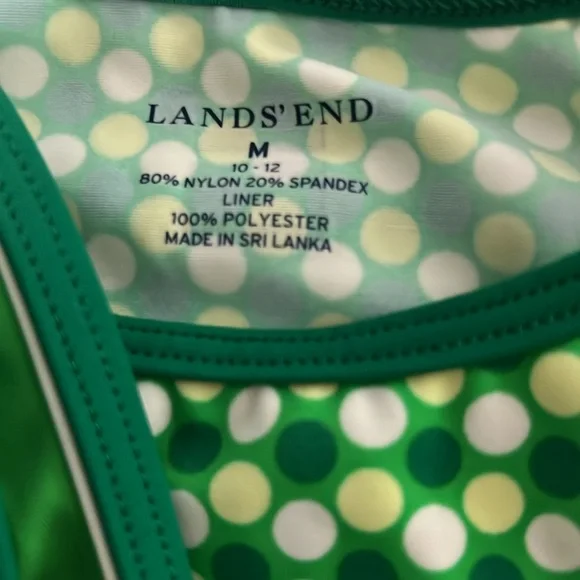 LANDS' END
M
10 - 12
80% NYLON 20% SPANDEX
LINER
100% POLYESTER
MADE IN SRI LANKA